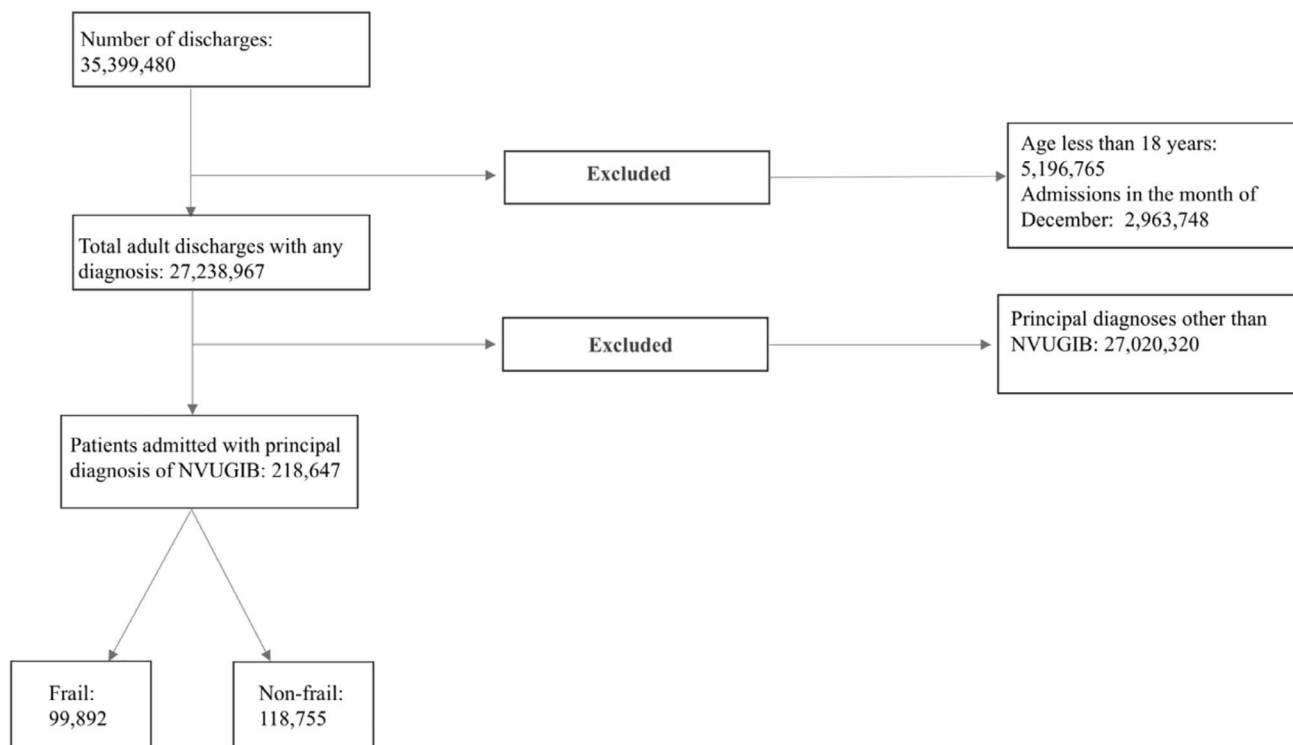 Number of discharges:
35,399,480
Excluded
Age less than 18 years:
5,196,765
Admissions in the month of
December: 2,963,748
Total adult discharges with any
diagnosis: 27,238,967
Excluded
Principal diagnoses other than
NVUGIB: 27,020,320
Patients admitted with principal
diagnosis of NVUGIB: 218,647
Frail:
99,892
Non-frail:
118,755